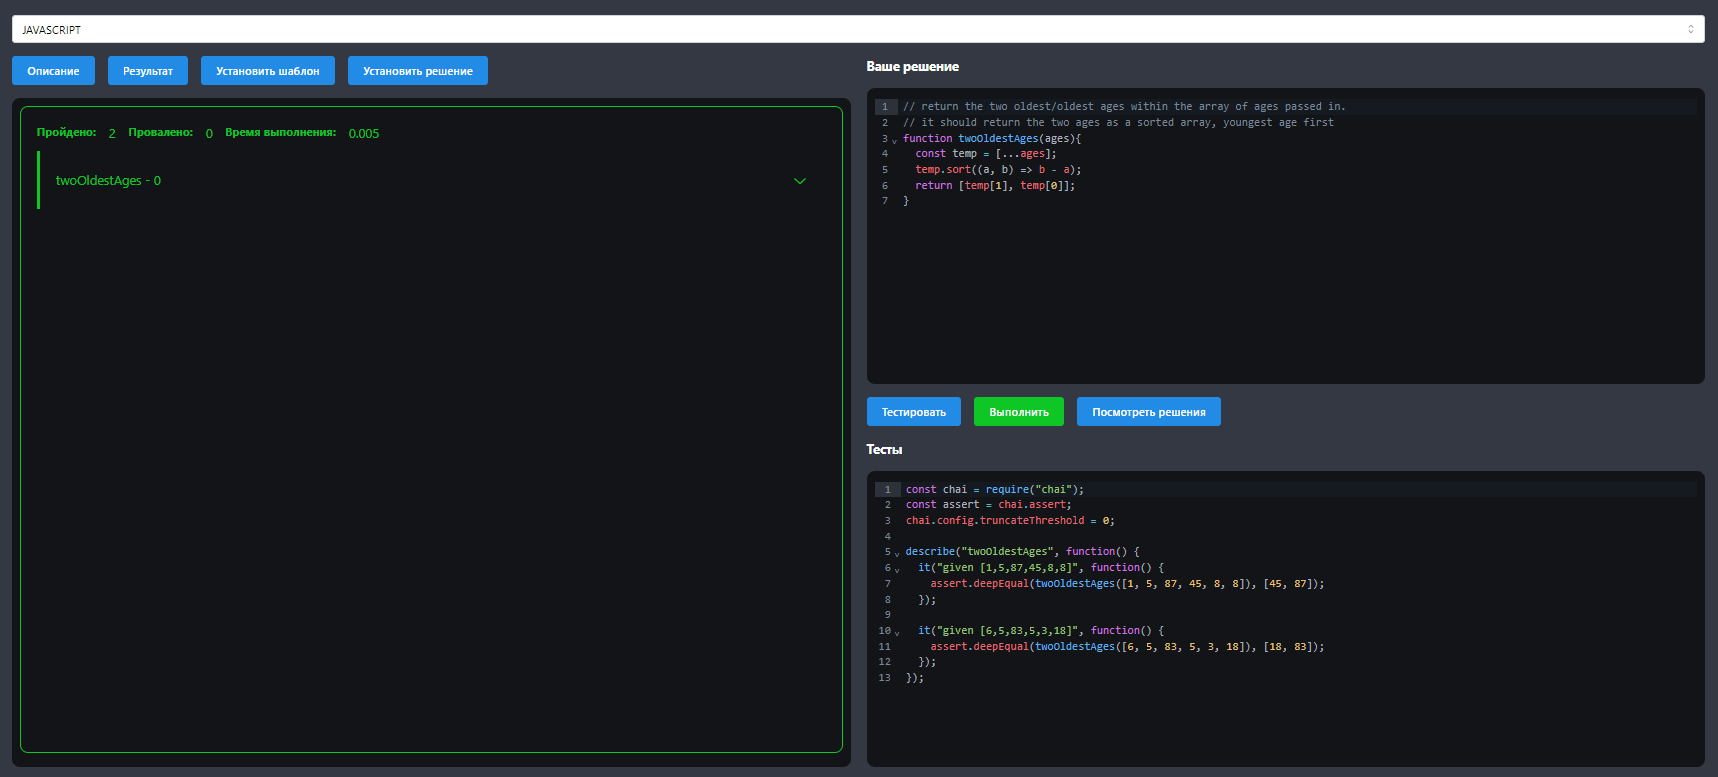 JAVASCRIPT
Описание Результат Установить шаблон Установить решение
Пройдено: 2 Провалено: 0 Время выполнения: 0.005
twoOldestAges - 0
Ваше решение
1 // return the two oldest/oldest ages within the array of ages passed in.
2 // it should return the two ages as a sorted array, youngest age first
3 function twoOldestAges(ages){
4   const temp = [...ages];
5   temp.sort((a, b) => b - a);
6   return [temp[1], temp[0]];
7 }
Тестировать Выполнить Посмотреть решения
Тесты
1 const chai = require("chai");
2 const assert = chai.assert;
3 chai.config.truncateThreshold = 0;
4
5 describe("twoOldestAges", function() {
6   it("given [1,5,87,45,8,8]", function() {
7     assert.deepEqual(twoOldestAges([1, 5, 87, 45, 8, 8]), [45, 87]);
8   });
9
10   it("given [6,5,83,5,3,18]", function() {
11     assert.deepEqual(twoOldestAges([6, 5, 83, 5, 3, 18]), [18, 83]);
12   });
13 });